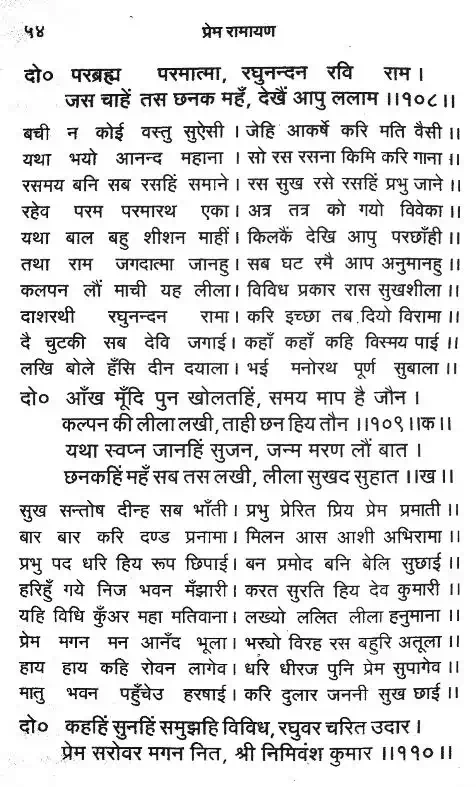 ५४
प्रेम रामायण
दो० परब्रह्म परमात्मा, रघुनन्दन रवि राम ।
जस चाहें तस छनक महँ, देखैं आपु ललाम ।।१०८।।
बची न कोई वस्तु सुऐसी । जेहि आकर्षे करि मति वैसी ।।
यथा भयो आनन्द महाना । सो रस रसना किमि करि गाना ।।
रसमय बनि सब रसहिं समाने । रस सुख रसे रसहिं प्रभु जाने ।।
रहेव परम परमारथ एका । अत्र तत्र को गयो विवेका ।।
यथा बाल बहु शीशन माहीं । किलकैं देखि आपु परछाँही ।।
तथा राम जगदात्मा जानहु । सब घट रमै आप अनुमानहु ।।
कलपन लौं माची यह लीला । विविध प्रकार रास सुखशीला ।।
दाशरथी रघुनन्दन रामा । करि इच्छा तब दियो विरामा ।।
दै चुटकी सब देवि जगाई । कहाँ कहाँ कहि विस्मय पाई ।।
लखि बोले हँसि दीन दयाला । भई मनोरथ पूर्ण सुबाला ।।
दो० आँख मूँदि पुन खोलतहिं, समय माप है जौन ।
कल्पन की लीला लखी, ताही छन हिय तौन ।।१०९।।क।।
यथा स्वप्न जानहिं सुजन, जन्म मरण लौं बात ।
छनकहिं महँ सब तस लखी, लीला सुखद सुहात ।।ख।।
सुख सन्तोष दीन्ह सब भाँती । प्रभु प्रेरित प्रिय प्रेम प्रमाती ।।
बार बार करि दण्ड प्रनामा । मिलन आस आशी अभिरामा ।।
प्रभु पद धरि हिय रूप छिपाई । बन प्रमोद बनि बेलि सुछाई ।।
हरिहुँ गये निज भवन मँझारी । करत सुरति हिय देव कुमारी ।।
यहि विधि कुँअर महा मतिवाना । लख्यो ललित लीला हनुमाना ।।
प्रेम मगन मन आनँद भूला । भर्यो विरह रस बहुरि अतूला ।।
हाय हाय कहि रोवन लागेव । धरि धीरज पुनि प्रेम सुपागेव ।।
मातु भवन पहुँचेउ हरषाई । करि दुलार जननी सुख छाई ।।
दो० कहहिं सुनहिं समुझहि विविध, रघुवर चरित उदार ।
प्रेम सरोवर मगन नित, श्री निमिवंश कुमार ।।११०।।